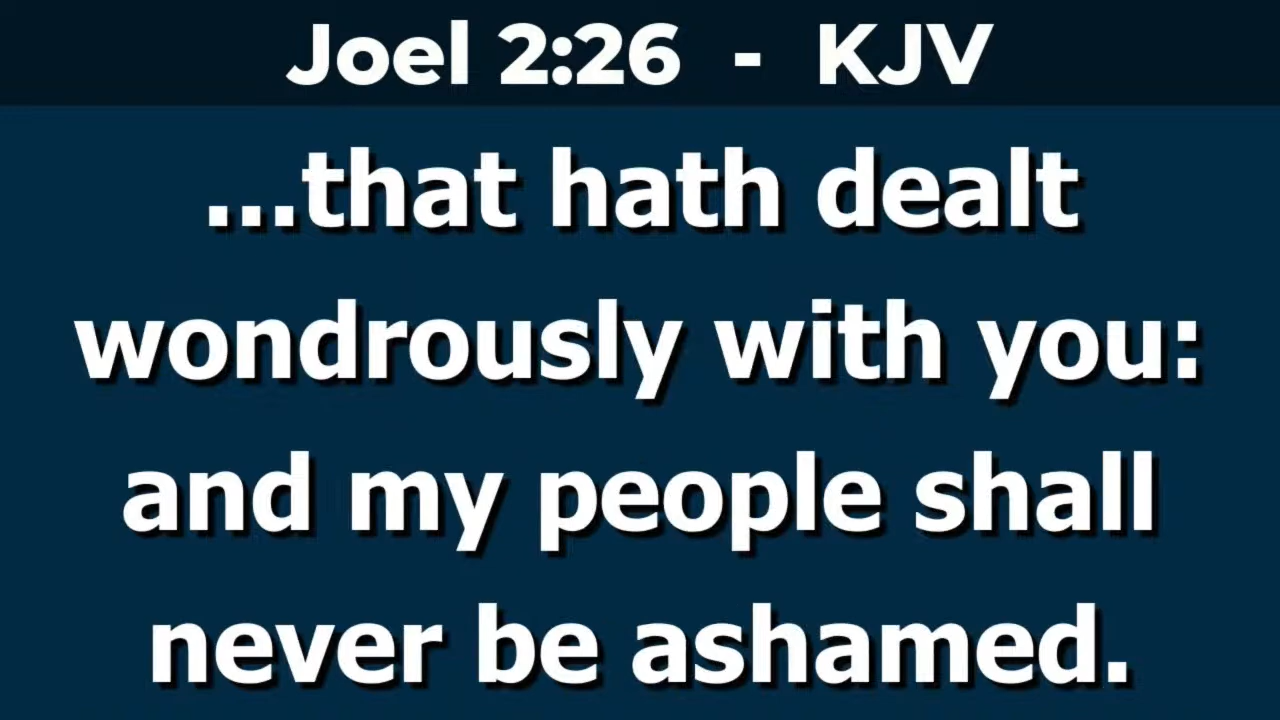 Joel 2:26 - KJV
...that hath dealt
wondrously with you:
and my people shall
never be ashamed.